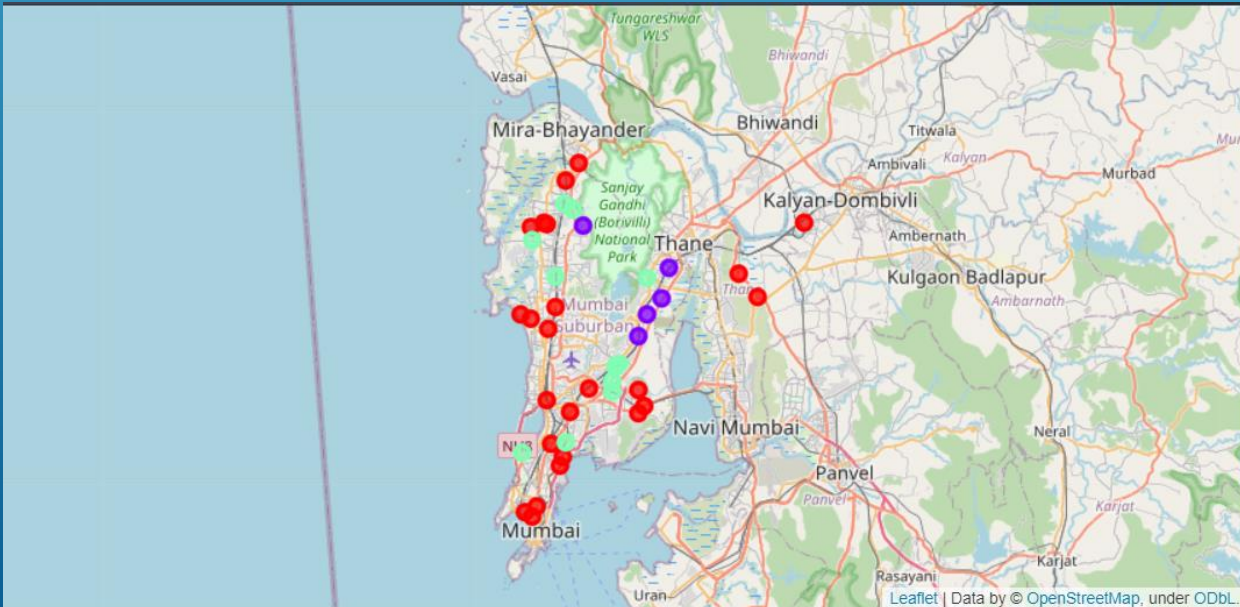 Tungareshwar
WLS
Bhiwandi
Vasai
Mira-Bhayander
Bhiwandi
Titwala
Ambivali
Kalyan
Murbad
Sanjay
Gandhi
(Borivili)
National
Park
Kalyan-Dombivli
Thane
Ambernath
Kulgaon Badlapur
Ambarnath
Mumbai
Suburban
Navi Mumbai
Neral
Panvel
Panvel
Karjat
Mumbai
Karjat
Rasayani
Uran
Leaflet | Data by © OpenStreetMap, under ODbL.